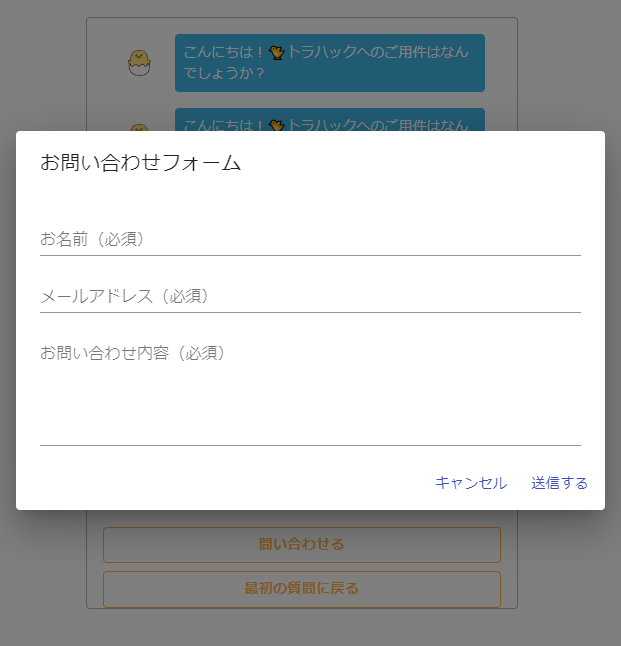 こんにちは！🐤トラハックへのご用件はなん
でしょうか？
こんにちは！🐤トラハックへのご用件はなん
お問い合わせフォーム
お名前（必須）
メールアドレス（必須）
お問い合わせ内容（必須）
キャンセル 送信する
問い合わせる
最初の質問に戻る